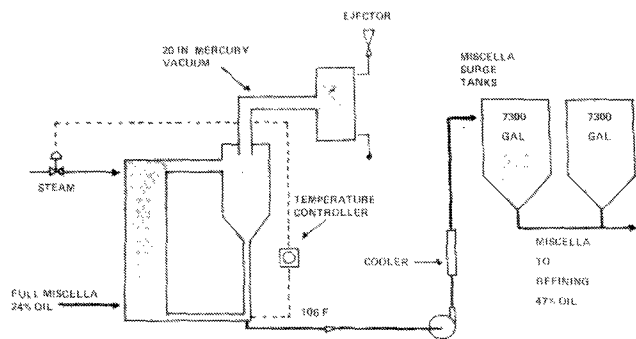 EJECTOR
20 IN MERCURY
VACUUM
MISCELLA
SURGE
TANKS
7300
GAL
7300
GAL
STEAM
TEMPERATURE
CONTROLLER
COOLER
MISCELLA
TO
REFINING
47% OIL
FULL MISCELLA
24% OIL
106 F